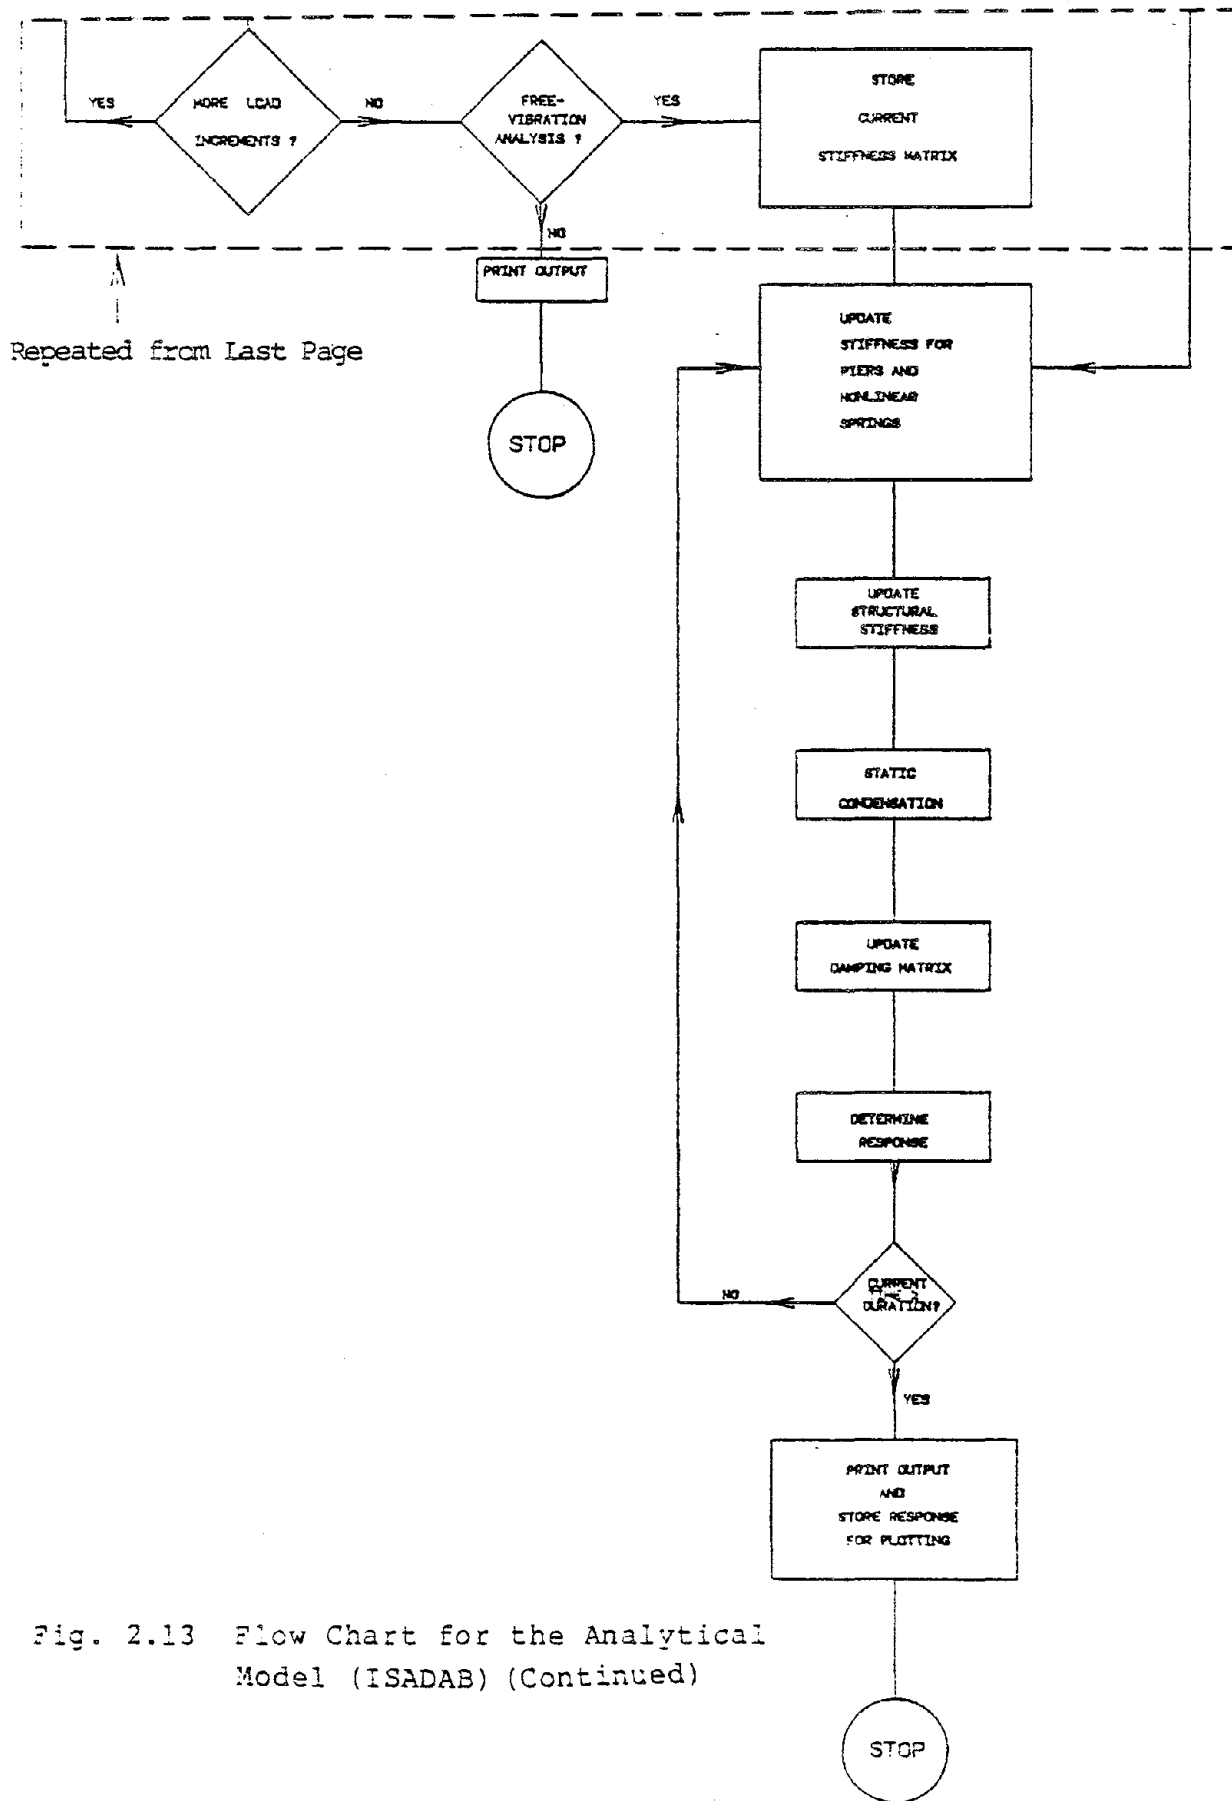 YES
MORE LOAD
INCREMENTS ?
NO
FREE-
VIBRATION
ANALYSIS ?
YES
STORE
CURRENT
STIFFNESS MATRIX
NO
PRINT OUTPUT
STOP
Repeated from Last Page
UPDATE
STIFFNESS FOR
PIERS AND
NONLINEAR
SPRINGS
UPDATE
STRUCTURAL
STIFFNESS
STATIC
CONDENSATION
UPDATE
DAMPING MATRIX
DETERMINE
RESPONSE
CURRENT
DURATION?
NO
YES
PRINT OUTPUT
AND
STORE RESPONSE
FOR PLOTTING
STOP
Fig. 2.13 Flow Chart for the Analytical
Model (ISADAB) (Continued)